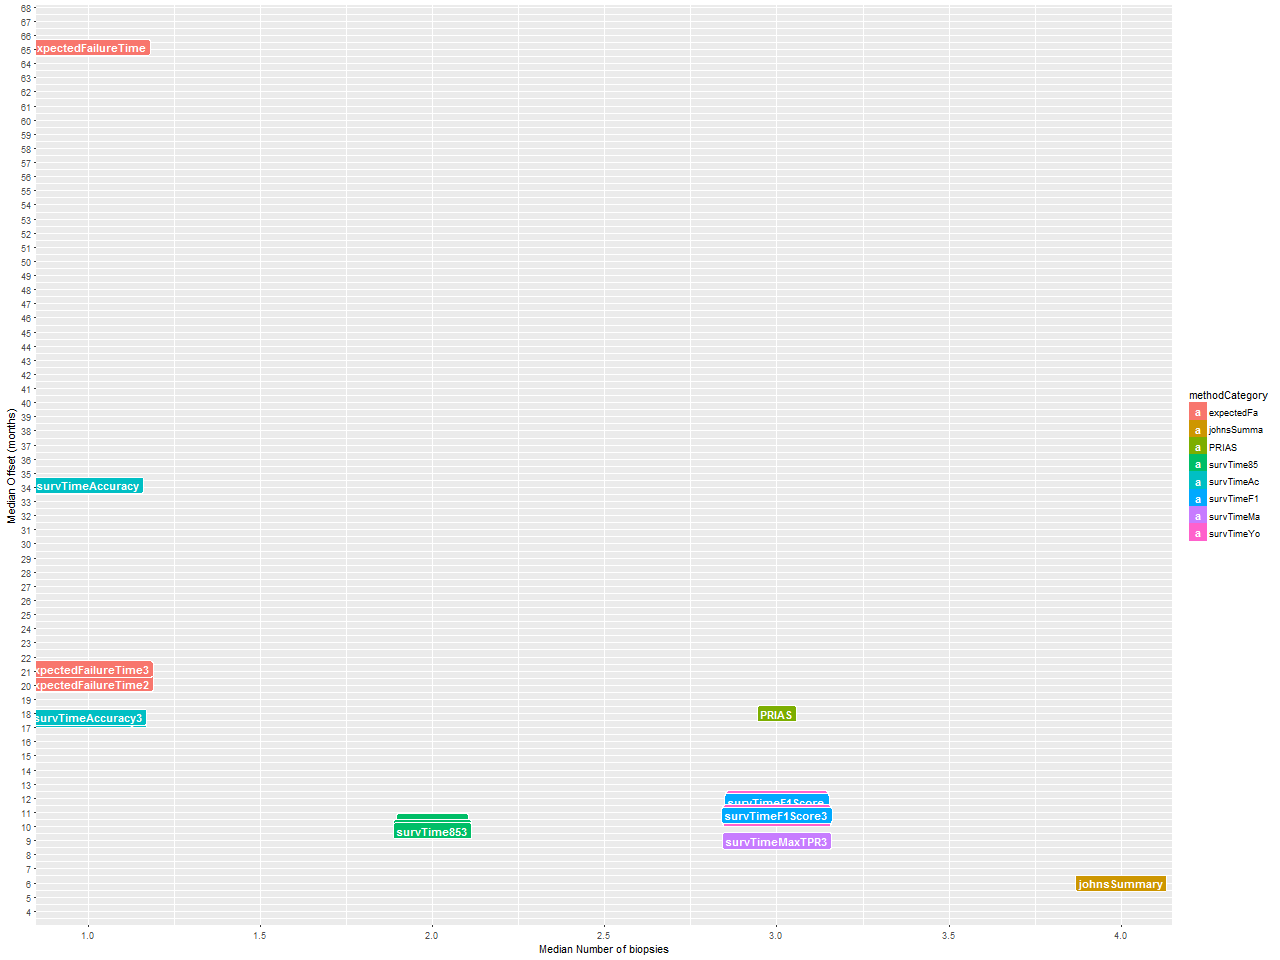 68
67
66
65
64
63
62
61
60
59
58
57
56
55
54
53
52
51
50
49
48
47
46
45
44
43
42
41
40
39
38
37
36
35
34
33
32
31
30
29
28
27
26
25
24
23
22
21
20
19
18
17
16
15
14
13
12
11
10
9
8
7
6
5
4
Median Offset (months)
xpectedFailureTime
survTimeAccuracy
xpectedFailureTime3
xpectedFailureTime2
survTimeAccuracy3
PRIAS
survTimeF1Score
survTimeF1Score3
survTime853
survTimeMaxTPR3
johnsSummary
1.0 1.5 2.0 2.5 3.0 3.5 4.0
Median Number of biopsies
methodCategory
a expectedFa
a johnsSumma
a PRIAS
a survTime85
a survTimeAc
a survTimeF1
a survTimeMa
a survTimeYo